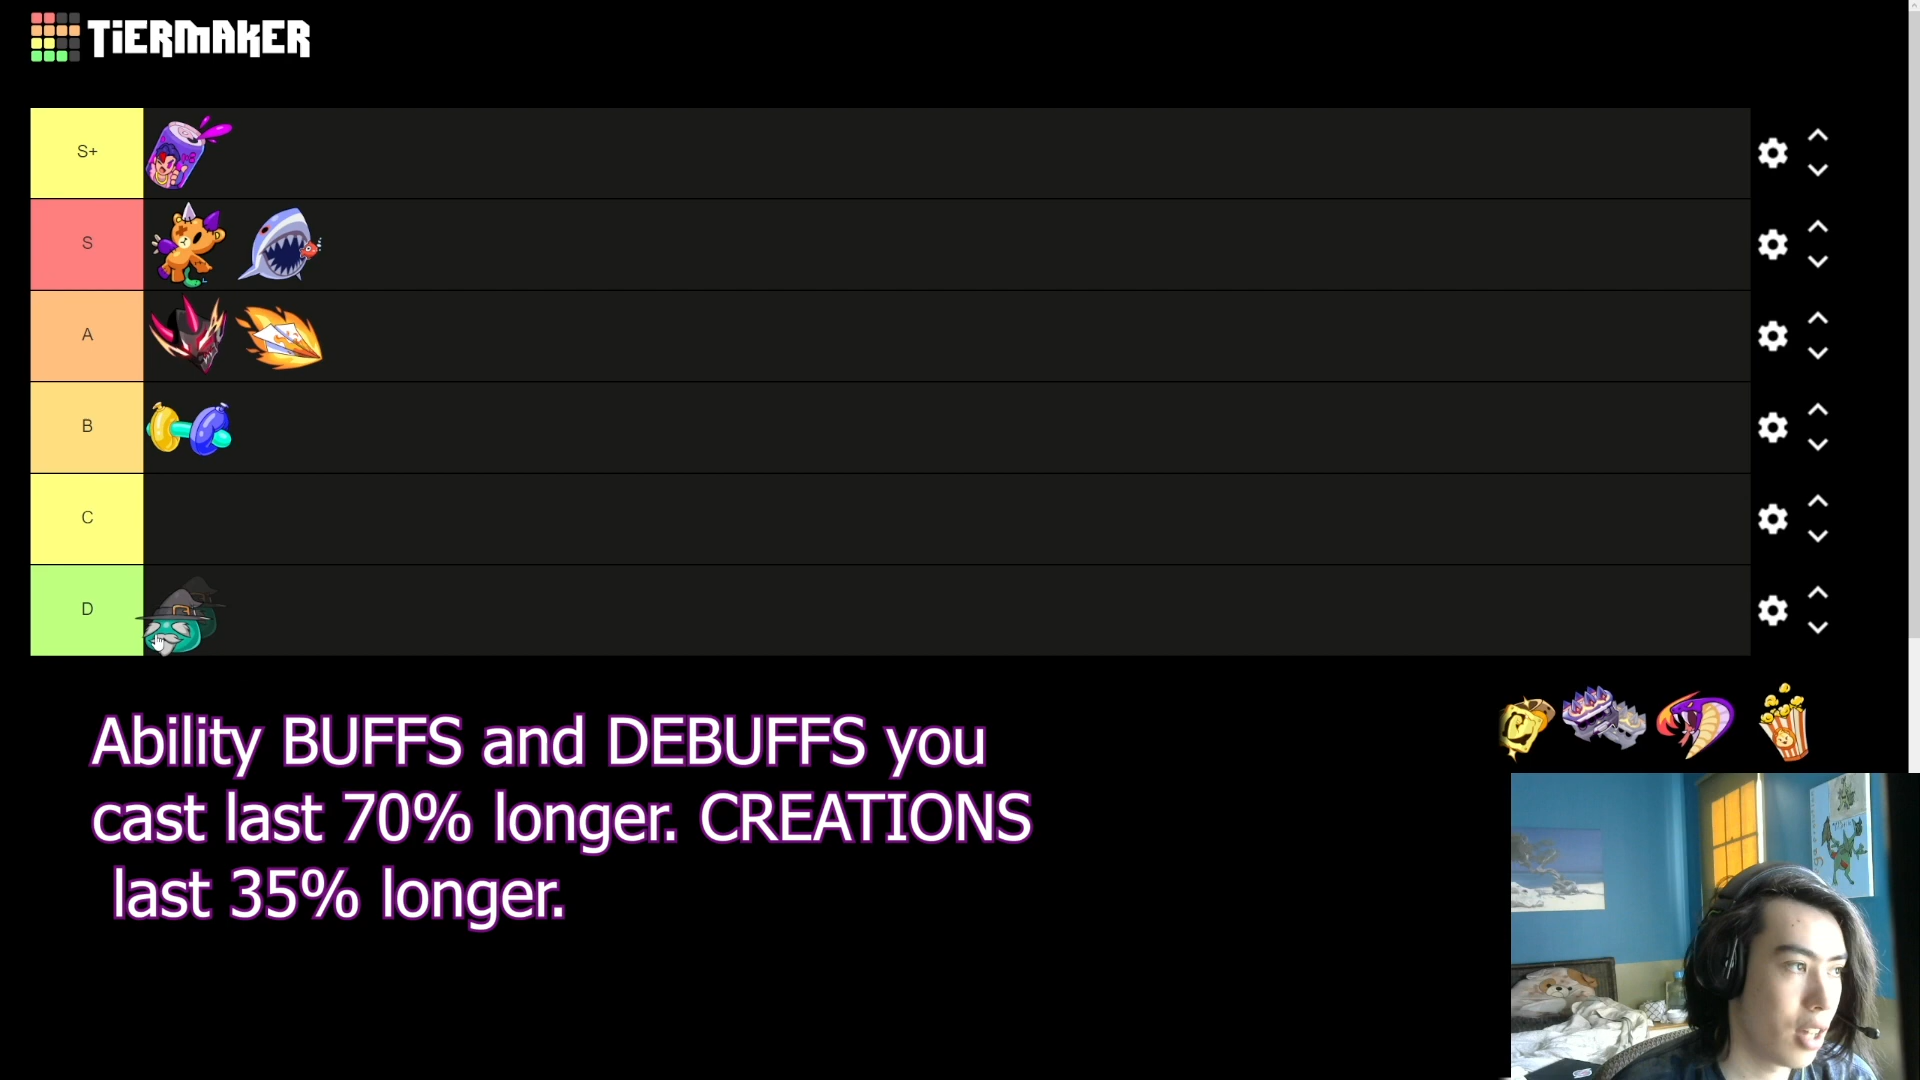 TiERMAKER
S+
S
A
B
C
D
Ability BUFFS and DEBUFFS you
cast last 70% longer. CREATIONS
last 35% longer.